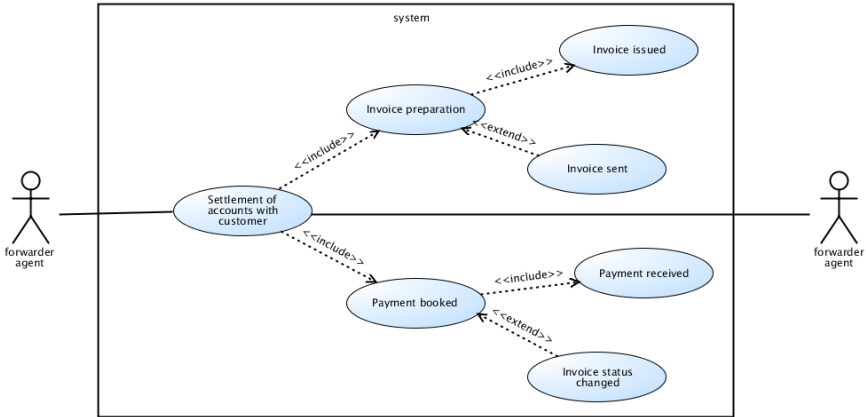 system
Invoice issued
<<include>>
Invoice preparation
<<extend>>
<<include>>
Invoice sent
Settlement of
accounts with
customer
forwarder
agent
forwarder
agent
<<include>>
<<include>>
Payment received
Payment booked
<<extend>>
Invoice status
changed